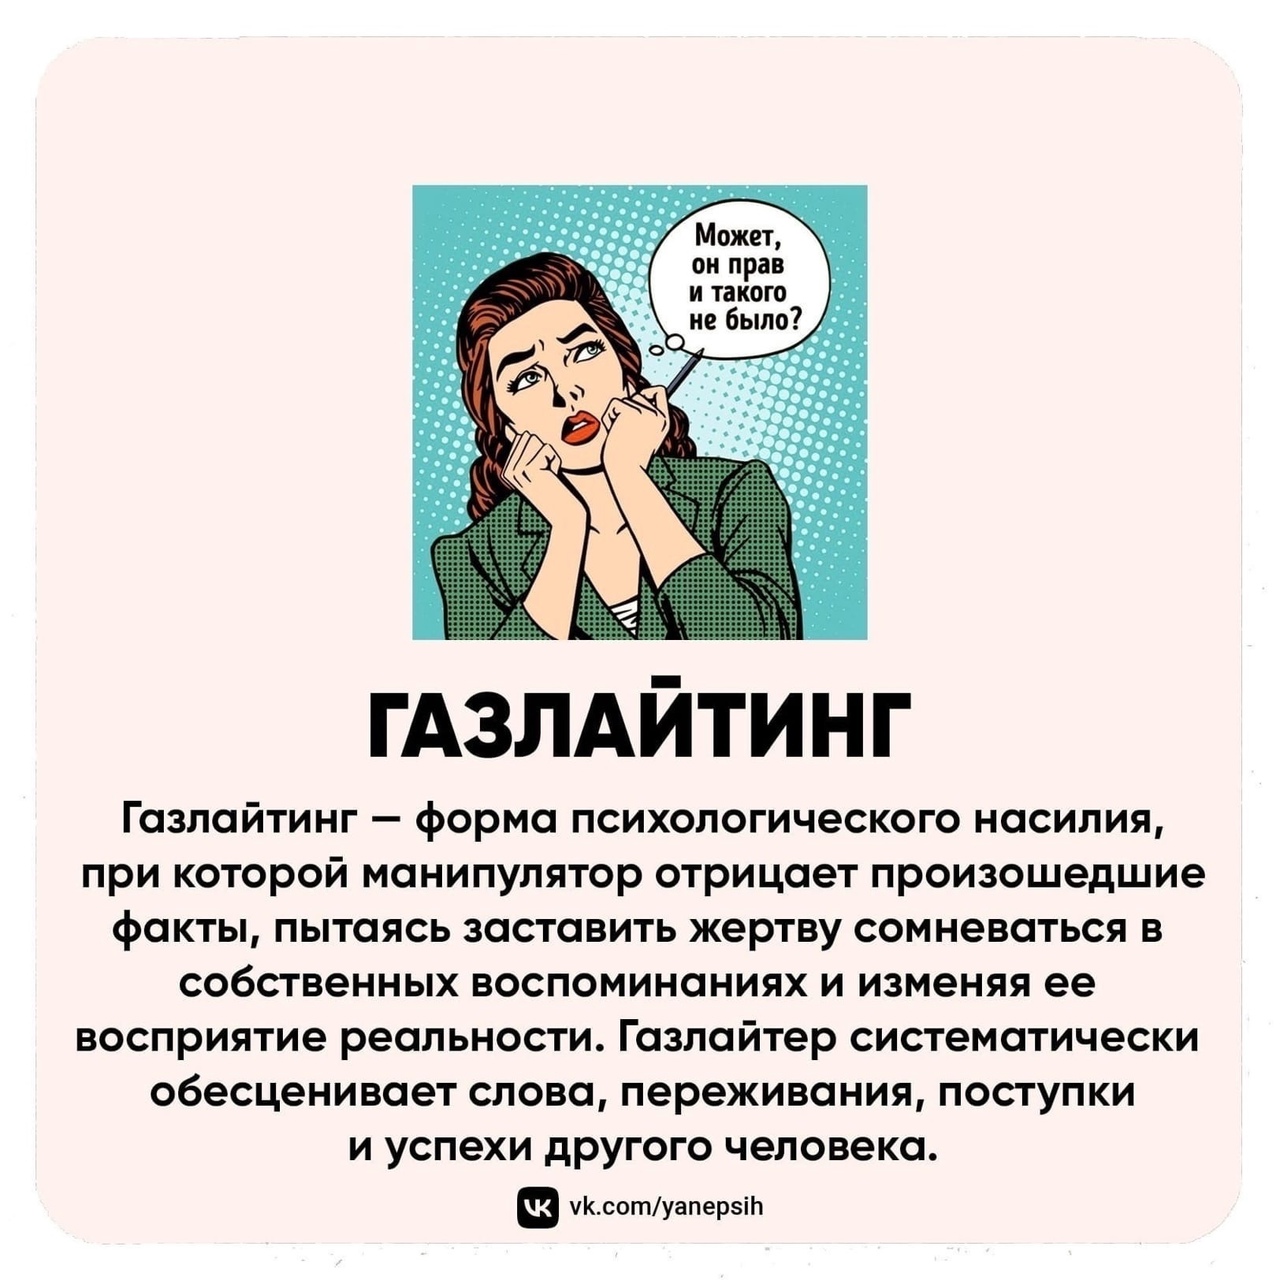 Может,
он прав
и такого
не было?
ГАЗЛАЙТИНГ
Газлайтинг — форма психологического насилия,
при которой манипулятор отрицает произошедшие
факты, пытаясь заставить жертву сомневаться в
собственных воспоминаниях и изменяя ее
восприятие реальности. Газлайтер систематически
обесценивает слова, переживания, поступки
и успехи другого человека.
vk.com/yanepsih